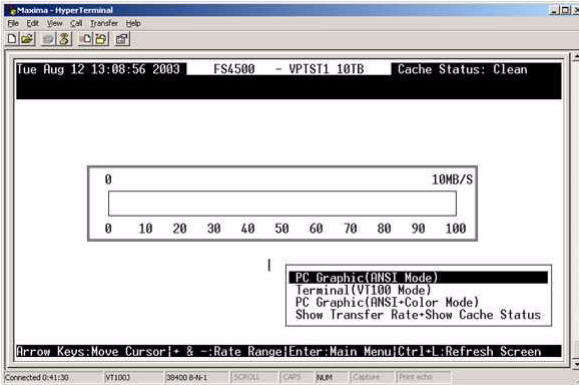 Maxima - HyperTerminal
File Edit View Call Transfer Help
Tue Aug 12 13:08:56 2003 FS4500 - VPTST1 10TB Cache Status: Clean
0 10MB/S
0 10 20 30 40 50 60 70 80 90 100
PC Graphic(ANSI Mode)
Terminal(VT100 Mode)
PC Graphic(ANSI+Color Mode)
Show Transfer Rate+Show Cache Status
Arrow Keys:Move Cursor|+ & -:Rate Range|Enter:Main Menu|Ctrl+L:Refresh Screen
Connected 0:41:30 VT100J 38400 8-N-1 SCROLL CAPS NUM Capture Print echo